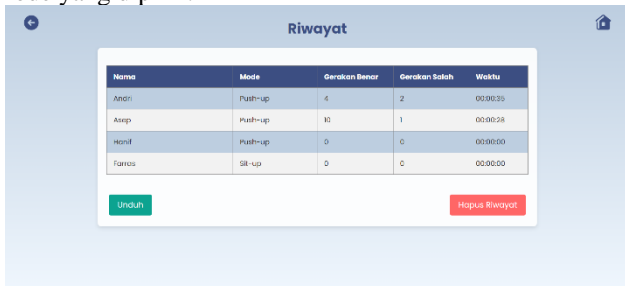 Riwayat
Nama Mode Gerakan Benar Gerakan Salah Waktu
Andri Push-up 4 2 00:00:35
Asep Push-up 10 1 00:00:28
Hanif Push-up 0 0 00:00:00
Farras Sit-up 0 0 00:00:00
Unduh Hapus Riwayat